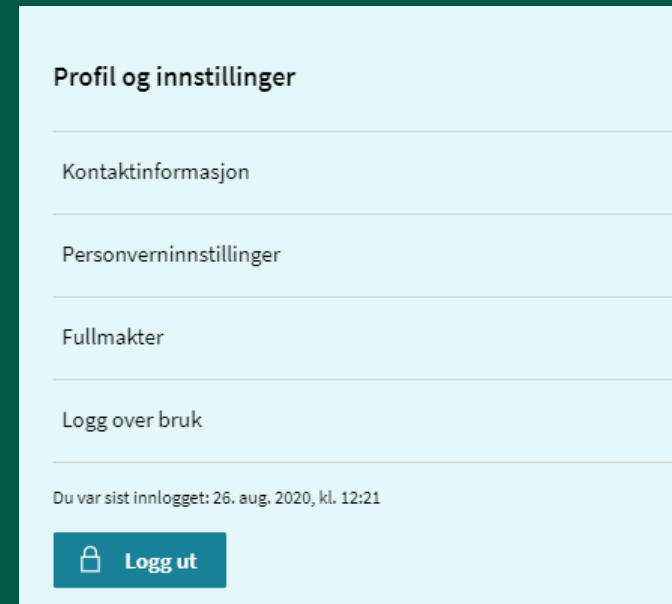 Profil og innstillinger
Kontaktinformasjon
Personverninnstillinger
Fullmakter
Logg over bruk
Du var sist innlogget: 26. aug. 2020, kl. 12:21
Logg ut